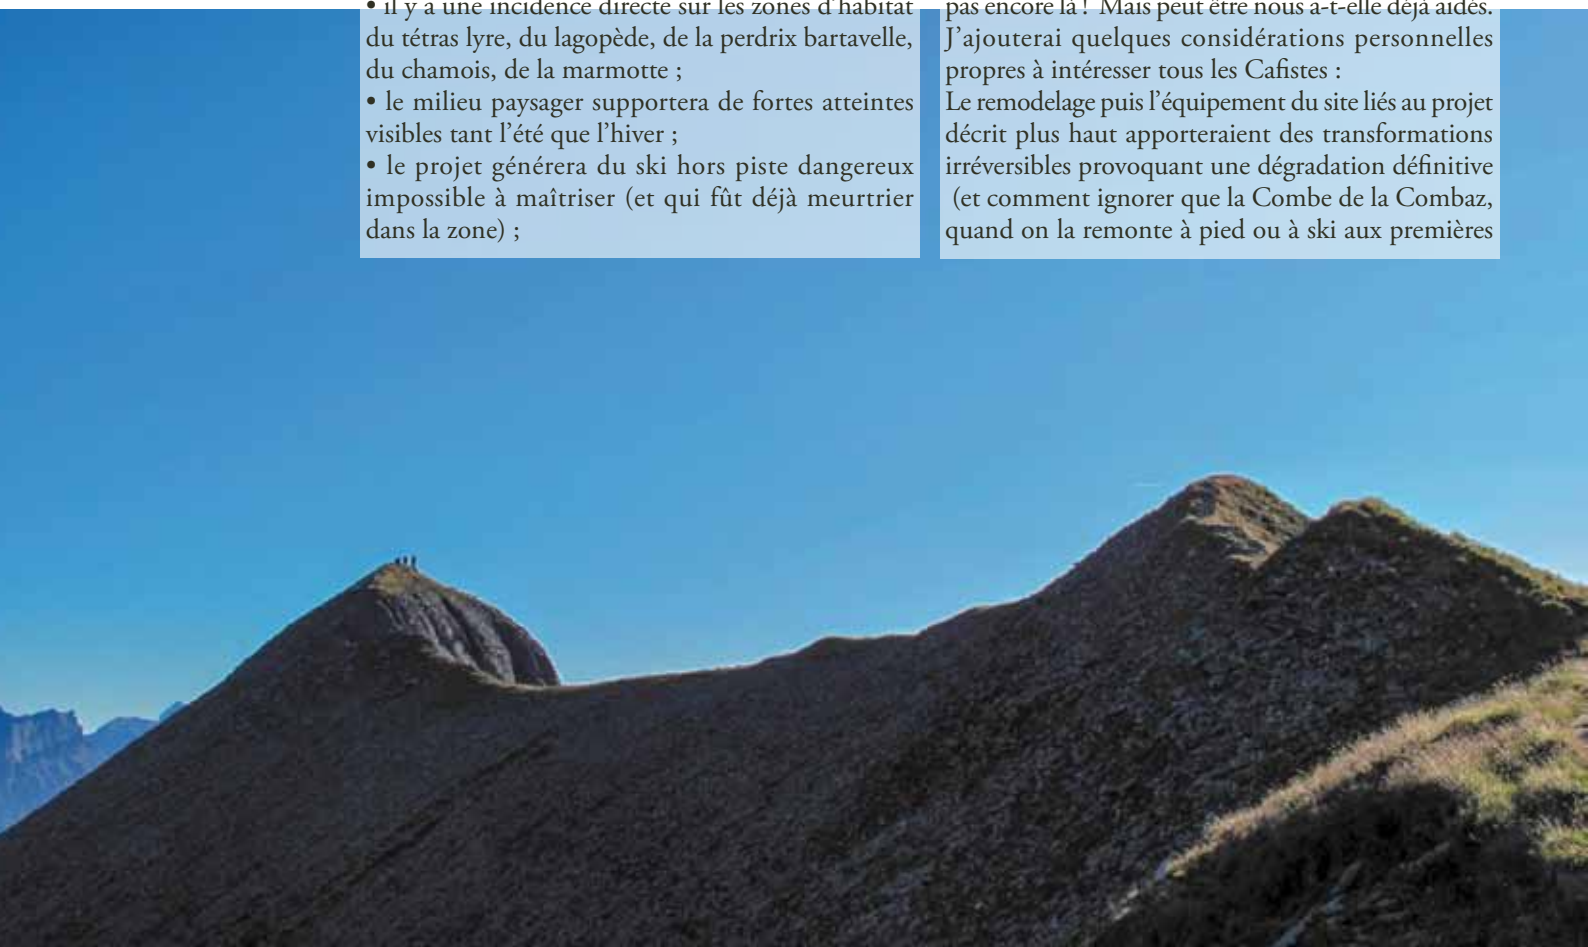 • il y a une incidence directe sur les zones d'habitat
du tétras lyre, du lagopède, de la perdrix bartavelle,
du chamois, de la marmotte ;
• le milieu paysager supportera de fortes atteintes
visibles tant l'été que l'hiver ;
• le projet générera du ski hors piste dangereux
impossible à maîtriser (et qui fût déjà meurtrier
dans la zone) ;
pas encore là ! Mais peut être nous a-t-elle déjà aidés.
J'ajouterai quelques considérations personnelles
propres à intéresser tous les Cafistes :
Le remodelage puis l'équipement du site liés au projet
décrit plus haut apporteraient des transformations
irréversibles provoquant une dégradation définitive
(et comment ignorer que la Combe de la Combaz,
quand on la remonte à pied ou à ski aux premières